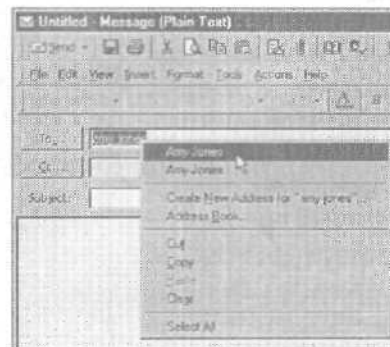 Untitled - Message (Plain Text)
Send
File Edit View Insert Format Tools Actions Help
To...
Amy Jones
Cc...
Amy Jones
Create New Address for "amy jones"...
Subject:
Address Book...
Cut
Copy
Paste
Clear
Select All